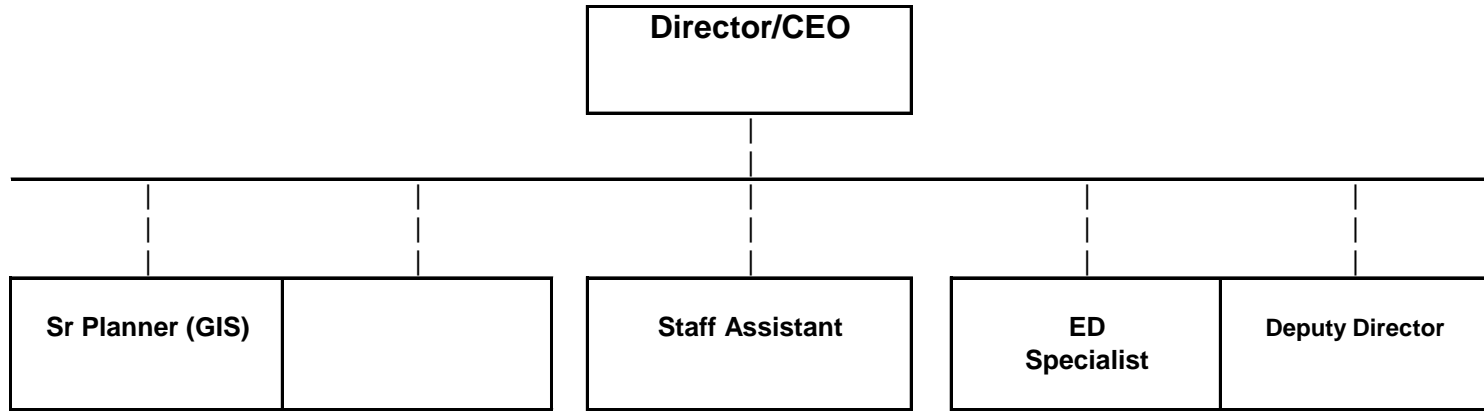 Director/CEO
Sr Planner (GIS)
Staff Assistant
ED
Specialist
Deputy Director